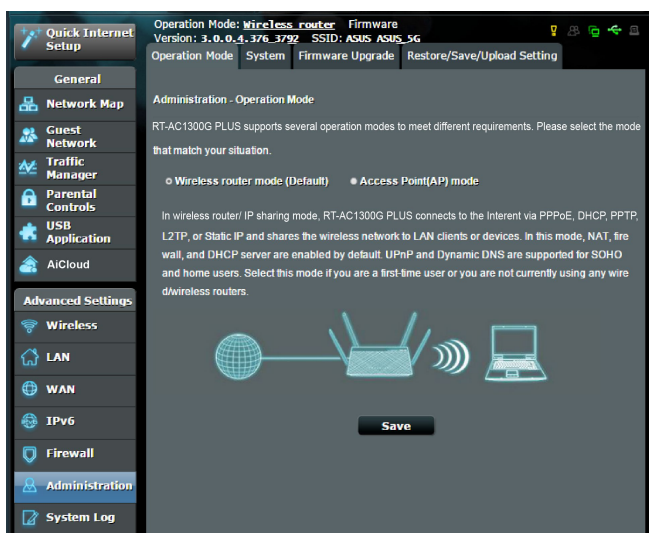 Quick Internet
Setup
Operation Mode: Wireless router Firmware
Version: 3.0.0.4.376_3792 SSID: ASUS ASUS_5G
Operation Mode System Firmware Upgrade Restore/Save/Upload Setting
General
Network Map
Guest
Network
Traffic
Manager
Parental
Controls
USB
Application
AiCloud
Advanced Settings
Wireless
LAN
WAN
IPv6
Firewall
Administration
System Log
Administration - Operation Mode
RT-AC1300G PLUS supports several operation modes to meet different requirements. Please select the mode
that match your situation.
Wireless router mode (Default) Access Point(AP) mode
In wireless router/ IP sharing mode, RT-AC1300G PLUS connects to the Interent via PPPoE, DHCP, PPTP,
L2TP, or Static IP and shares the wireless network to LAN clients or devices. In this mode, NAT, fire
wall, and DHCP server are enabled by default. UPnP and Dynamic DNS are supported for SOHO
and home users. Select this mode if you are a first-time user or you are not currently using any wire
d/wireless routers.
Save